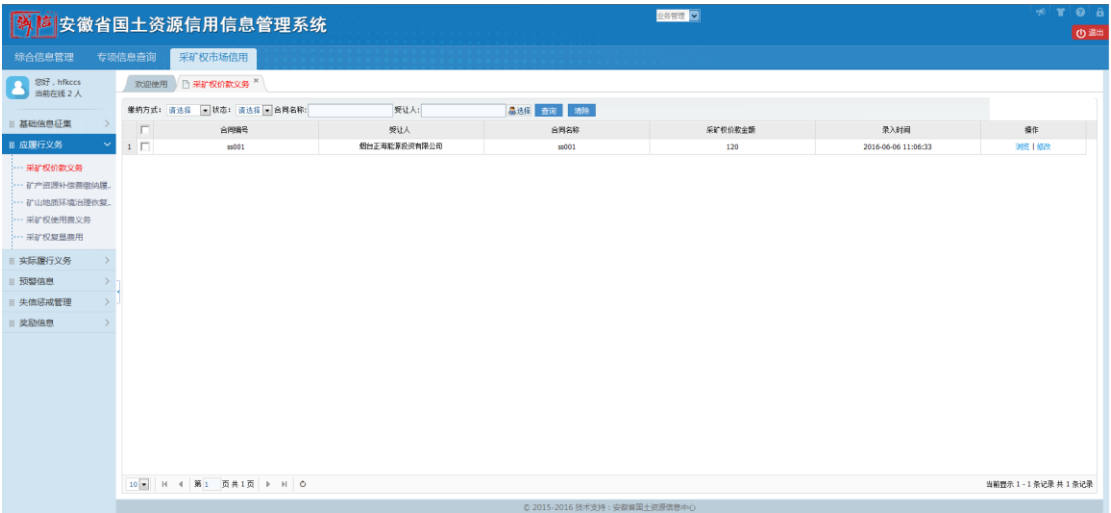 诚信 安徽省国土资源信用信息管理系统
业务管理
退出
综合信息管理 专项信息查询 采矿权市场信用
您好，hfkccs
当前在线 2 人
欢迎使用 采矿权价款义务 ×
缴纳方式: 请选择 状态: 请选择 合同名称: 受让人: 选择 查询 清除
基础信息征集
应履行义务
采矿权价款义务
矿产资源补偿费缴纳履..
矿山地质环境治理恢复..
采矿权使用费义务
采矿权复垦费用
实际履行义务
预警信息
失信惩戒管理
奖励信息
合同编号 受让人 合同名称 采矿权价款金额 录入时间 操作
1 ss001 烟台正海能源投资有限公司 ss001 120 2016-06-06 11:06:33 浏览 | 修改
10 第 1 页 共 1 页 当前显示 1 - 1 条记录 共 1 条记录
© 2015-2016 技术支持：安徽省国土资源信息中心